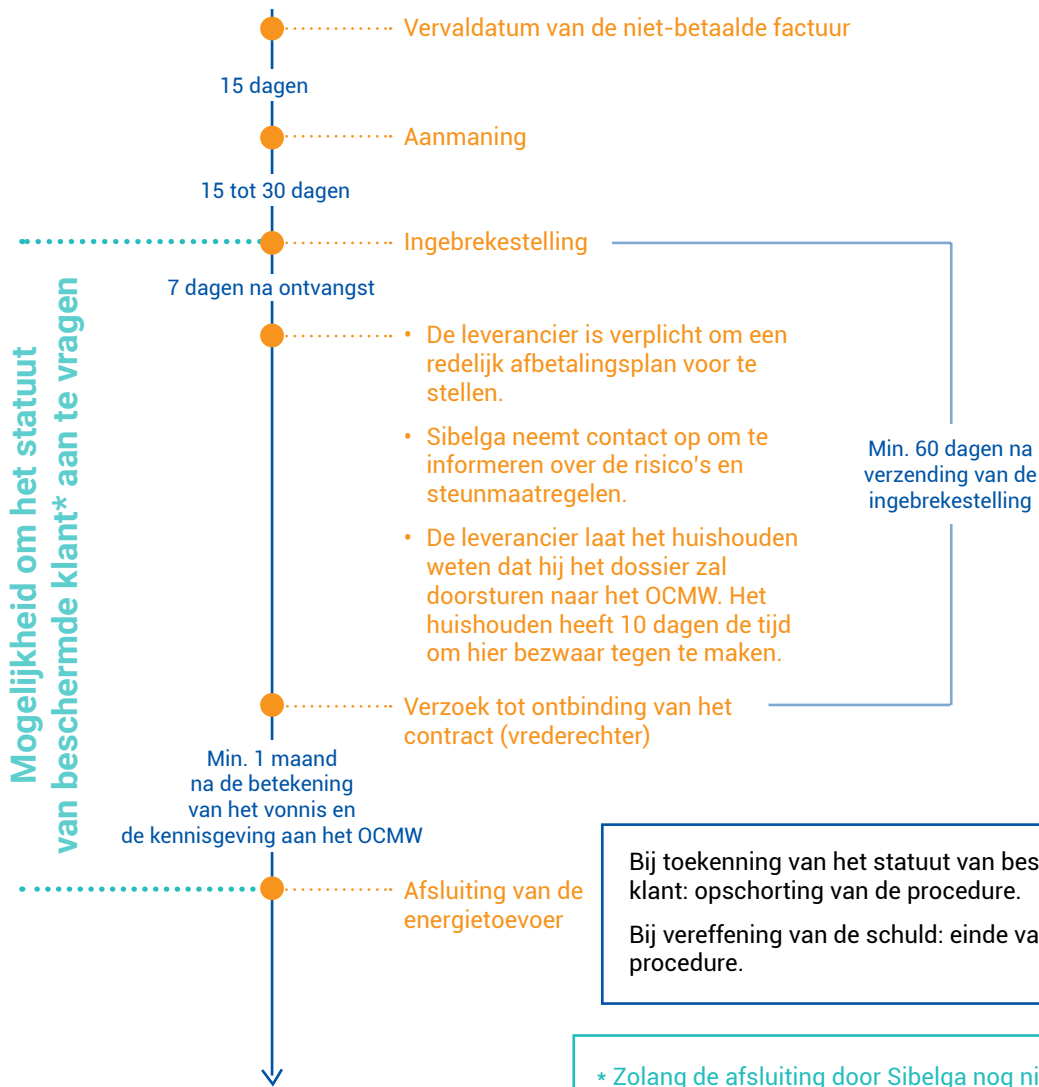 Vervaldatum van de niet-betaalde factuur
15 dagen
Aanmaning
15 tot 30 dagen
Ingebrekestelling
7 dagen na ontvangst
• De leverancier is verplicht om een
redelijk afbetalingsplan voor te
stellen.
• Sibelga neemt contact op om te
informeren over de risico's en
steunmaatregelen.
• De leverancier laat het huishouden
weten dat hij het dossier zal
doorsturen naar het OCMW. Het
huishouden heeft 10 dagen de tijd
om hier bezwaar tegen te maken.
Min. 60 dagen na
verzending van de
ingebrekestelling
Mogelijkheid om het statuut
van beschermde klant* aan te vragen
Verzoek tot ontbinding van het
contract (vrederechter)
Min. 1 maand
na de betekening
van het vonnis en
de kennisgeving aan het OCMW
Afsluiting van de
energietoevoer
Bij toekenning van het statuut van bes
klant: opschorting van de procedure.
Bij vereffening van de schuld: einde va
procedure.
* Zolang de afsluiting door Sibelga nog ni